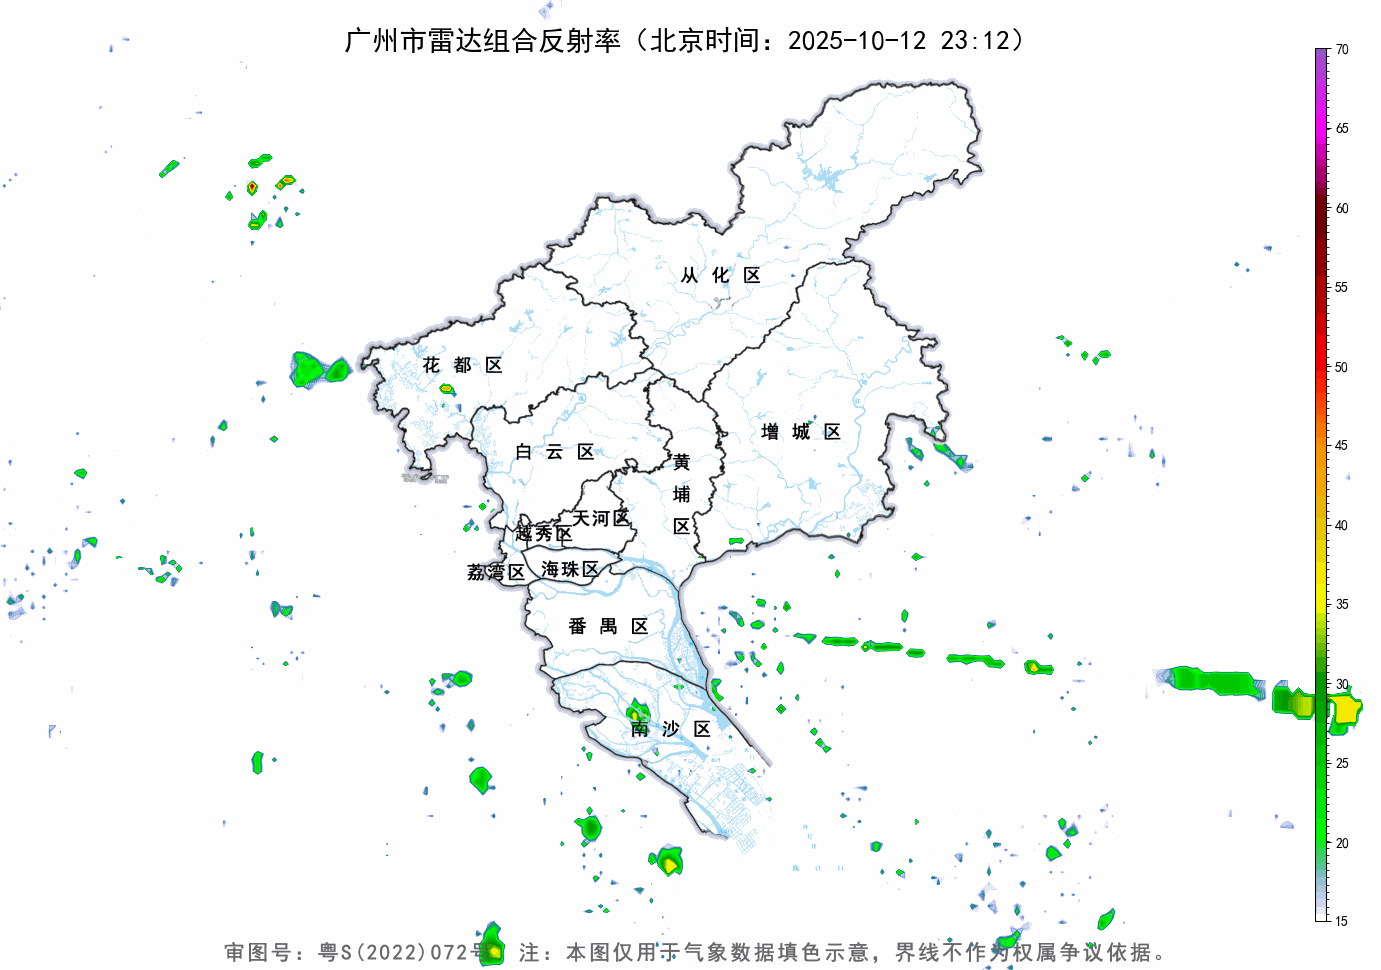 广州市雷达组合反射率（北京时间：2025-10-12 23:12）
70
65
60
55
50
45
40
35
30
25
20
15
从化区
花都区
增城区
白云区
黄埔区
天河区
越秀区
荔湾区
海珠区
番禺区
南沙区
审图号：粤S(2022)072号 注：本图仅用于气象数据填色示意，界线不作为权属争议依据。